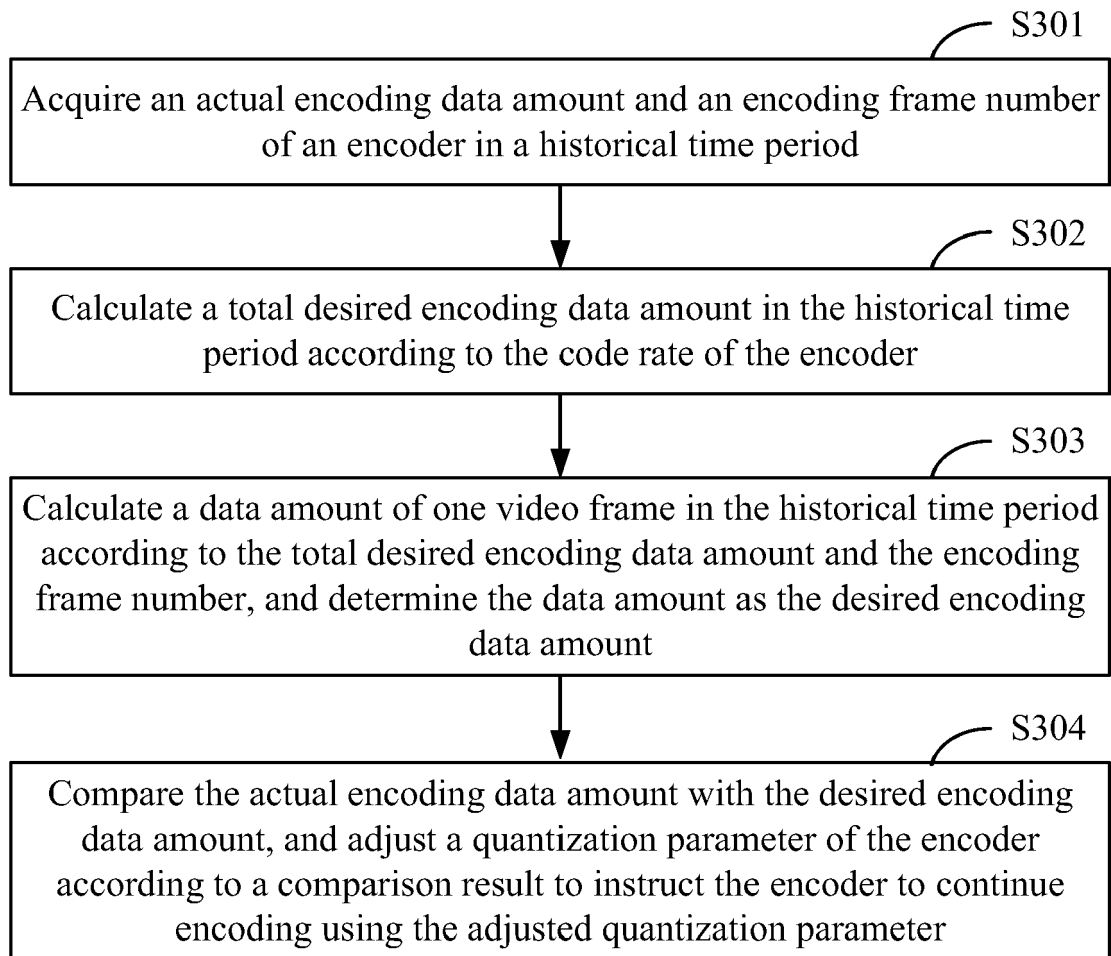 S301
Acquire an actual encoding data amount and an encoding frame number
of an encoder in a historical time period
S302
Calculate a total desired encoding data amount in the historical time
period according to the code rate of the encoder
S303
Calculate a data amount of one video frame in the historical time period
according to the total desired encoding data amount and the encoding
frame number, and determine the data amount as the desired encoding
data amount
S304
Compare the actual encoding data amount with the desired encoding
data amount, and adjust a quantization parameter of the encoder
according to a comparison result to instruct the encoder to continue
encoding using the adjusted quantization parameter